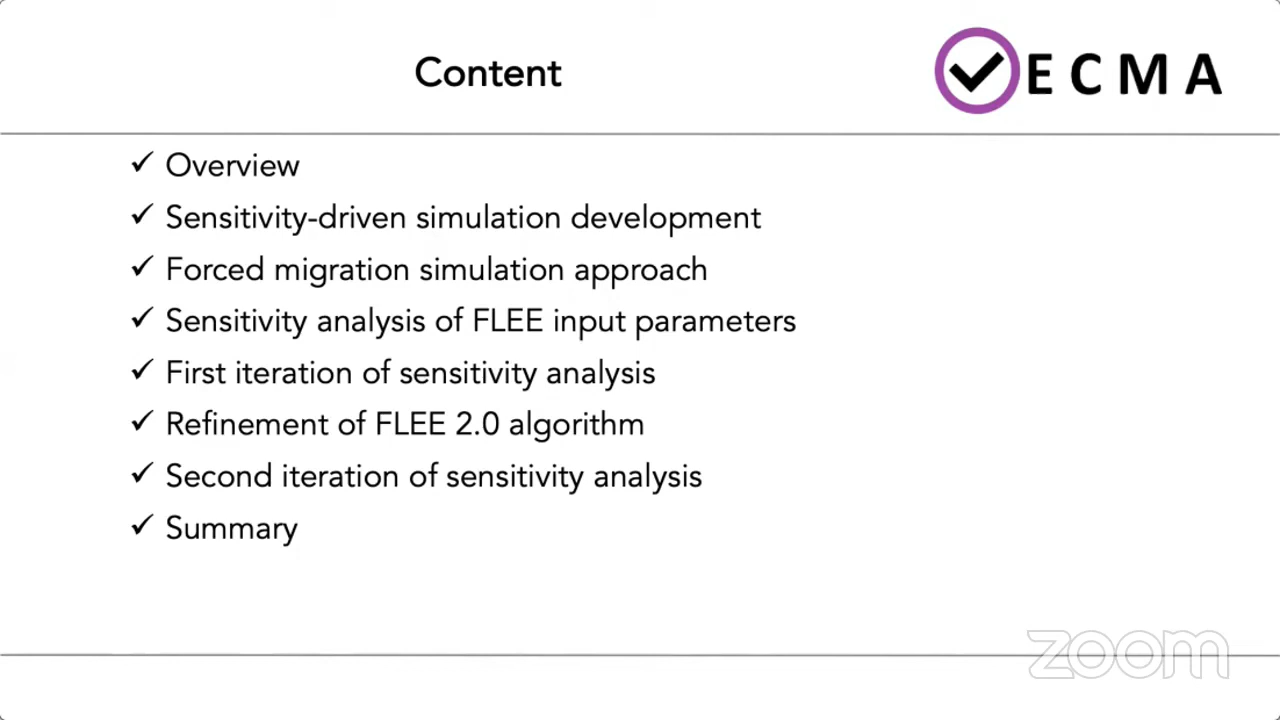 Content
ECMA
✓ Overview
✓ Sensitivity-driven simulation development
✓ Forced migration simulation approach
✓ Sensitivity analysis of FLEE input parameters
✓ First iteration of sensitivity analysis
✓ Refinement of FLEE 2.0 algorithm
✓ Second iteration of sensitivity analysis
✓ Summary
zoom